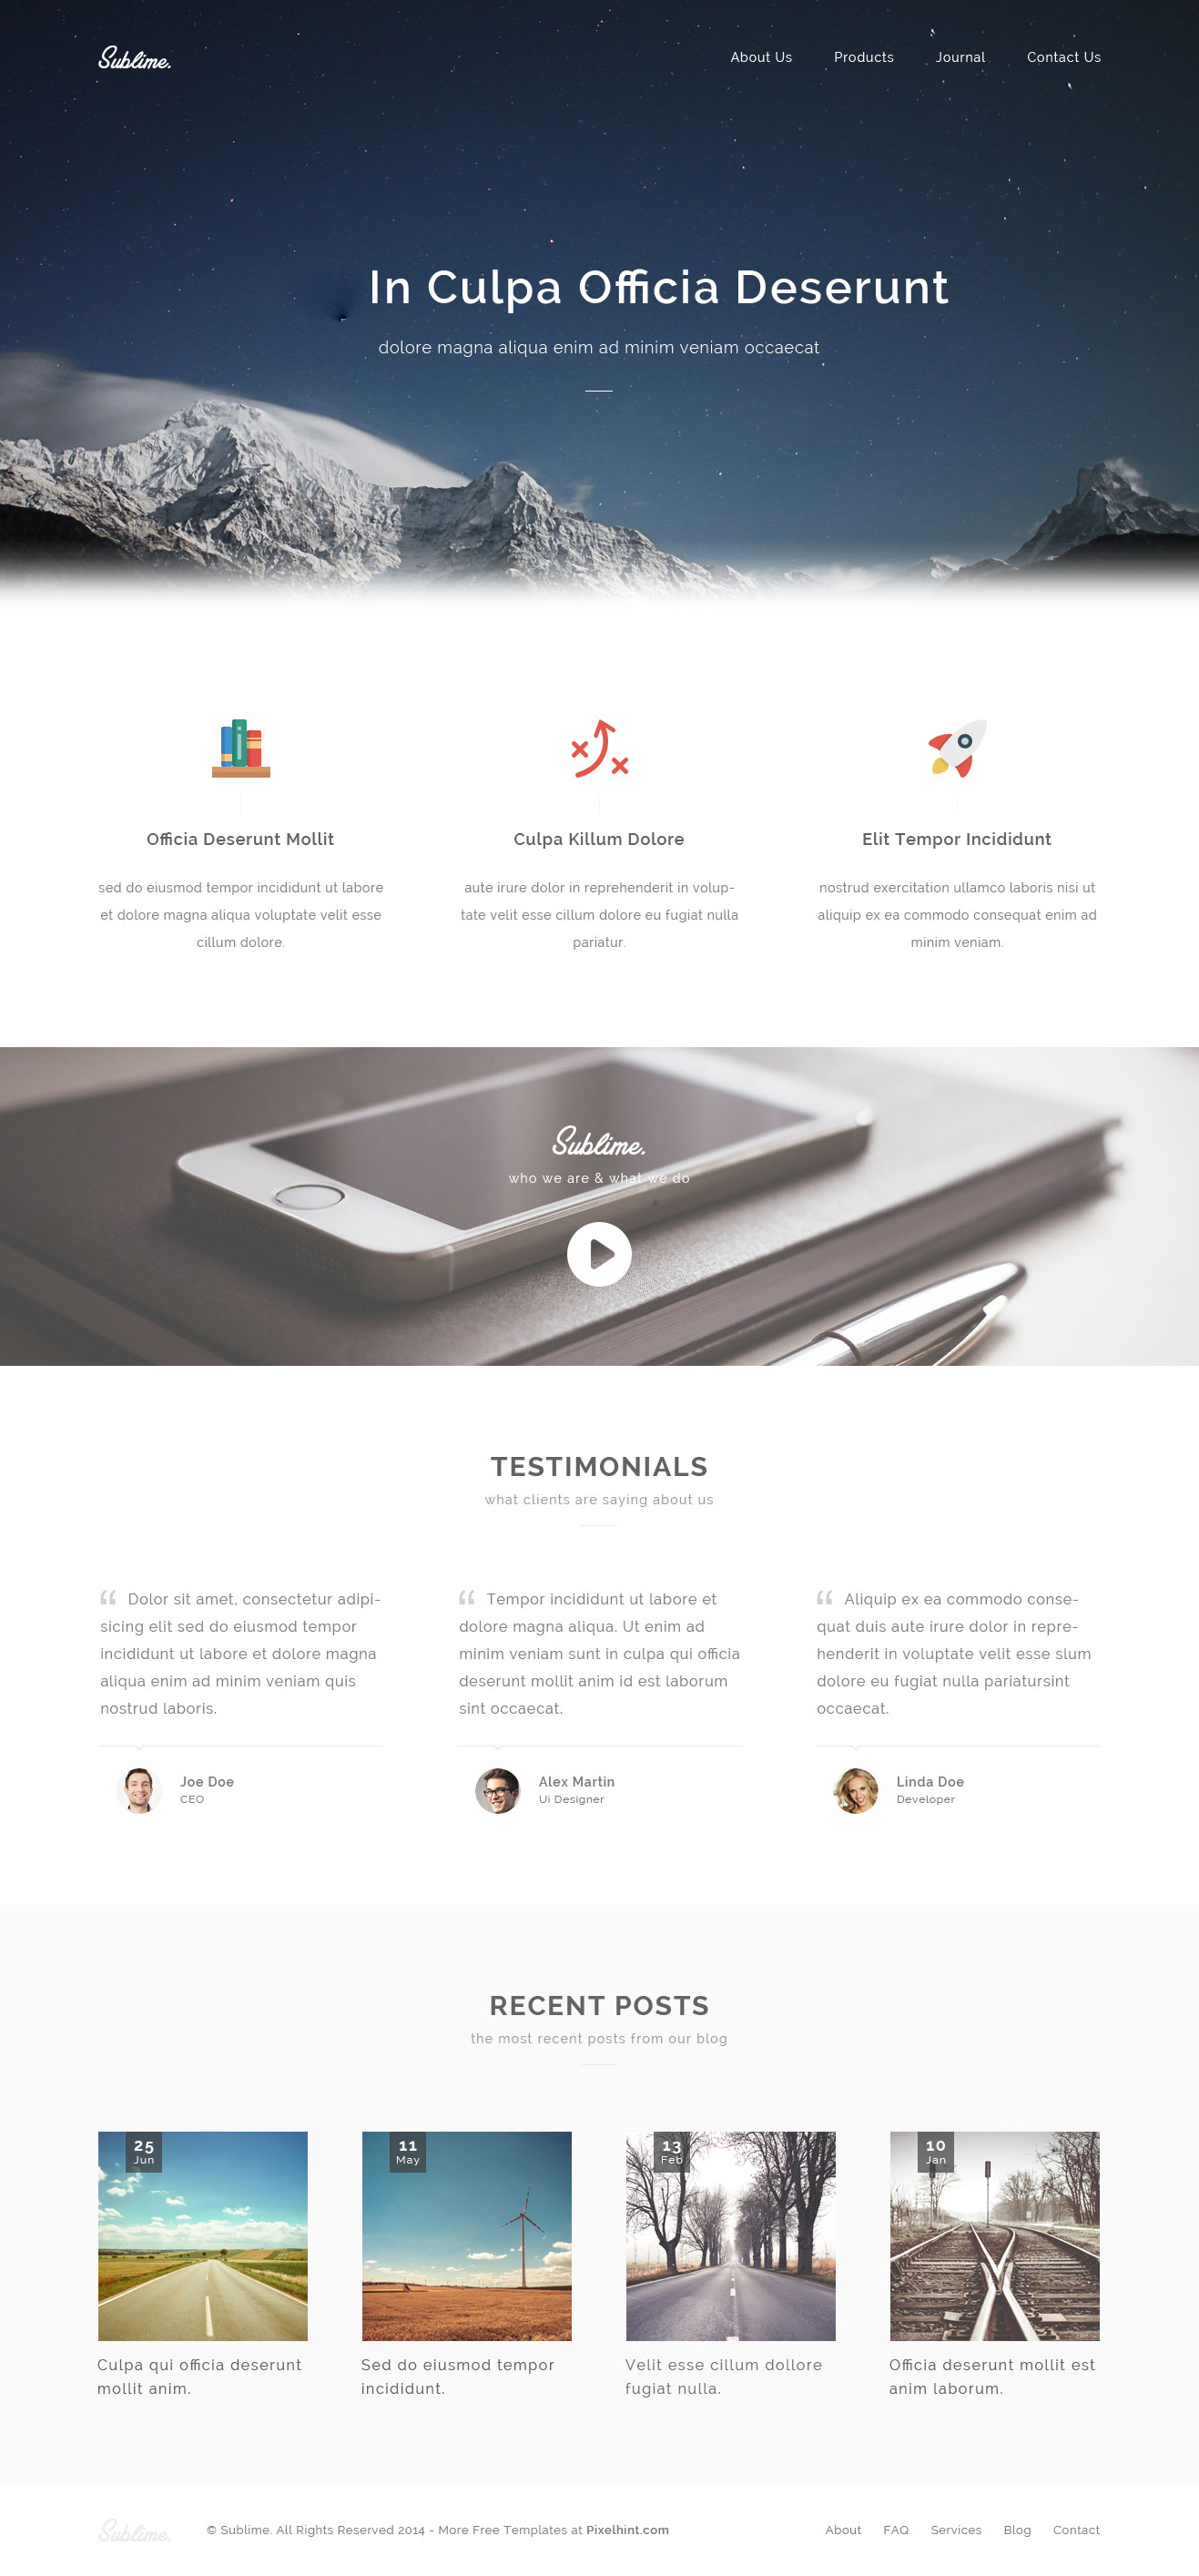 Sublime.
About Us
Products
Journal
Contact Us
In Culpa Officia Deserunt
dolore magna aliqua enim ad minim veniam occaecat
Officia Deserunt Mollit
sed do eiusmod tempor incididunt ut labore
et dolore magna aliqua voluptate velit esse
cillum dolore.
Culpa Killum Dolore
aute irure dolor in reprehenderit in volup-
tate velit esse cillum dolore eu fugiat nulla
pariatur.
Elit Tempor Incididunt
nostrud exercitation ullamco laboris nisi ut
aliquip ex ea commodo consequat enim ad
minim veniam.
Sublime.
who we are & what we do
TESTIMONIALS
what clients are saying about us
“ Dolor sit amet, consectetur adipi-
sicing elit sed do eiusmod tempor
incididunt ut labore et dolore magna
aliqua enim ad minim veniam quis
nostrud laboris.
Joe Doe
CEO
“ Tempor incididunt ut labore et
dolore magna aliqua. Ut enim ad
minim veniam sunt in culpa qui officia
deserunt mollit anim id est laborum
sint occaecat.
Alex Martin
Ui Designer
“ Aliquip ex ea commodo conse-
quat duis aute irure dolor in repre-
henderit in voluptate velit esse slum
dolore eu fugiat nulla pariatursint
occaecat.
Linda Doe
Developer
RECENT POSTS
the most recent posts from our blog
25
Jun
Culpa qui officia deserunt
mollit anim.
11
May
Sed do eiusmod tempor
incididunt.
13
Feb
Velit esse cillum dollore
fugiat nulla.
10
Jan
Officia deserunt mollit est
anim laborum.
Sublime.
© Sublime. All Rights Reserved 2014 - More Free Templates at Pixelhint.com
About
FAQ
Services
Blog
Contact